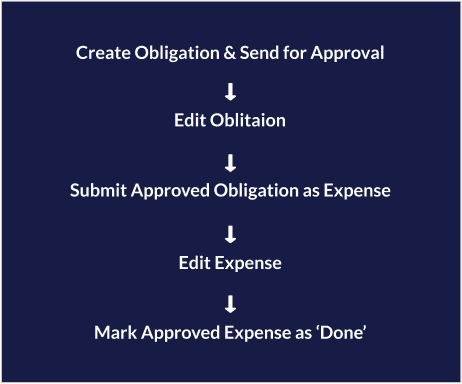 Create Obligation & Send for Approval
Edit Oblitaion
Submit Approved Obligation as Expense
Edit Expense
Mark Approved Expense as ‘Done’